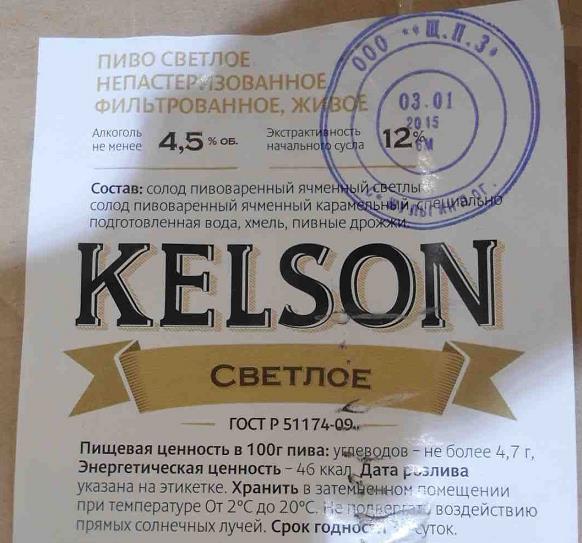 ПИВО СВЕТЛОЕ
НЕПАСТЕРИЗОВАННОЕ
ФИЛЬТРОВАННОЕ, ЖИВОЕ
Алкоголь
не менее 4,5 % ОБ.
Экстрактивность
начального сусла 12%
ООО "Щ.П.З"
03.01
2015
Состав: солод пивоваренный ячменный светлы
солод пивоваренный ячменный карамельный, специально
подготовленная вода, хмель, пивные дрожжи.
KELSON
СВЕТЛОЕ
ГОСТ Р 51174-09
Пищевая ценность в 100г пива: углеводов – не более 4,7 г,
Энергетическая ценность – 46 ккал. Дата розлива
указана на этикетке. Хранить в затемненном помещении
при температуре От 2°С до 20°С. Не подвергать воздействию
прямых солнечных лучей. Срок годности суток.